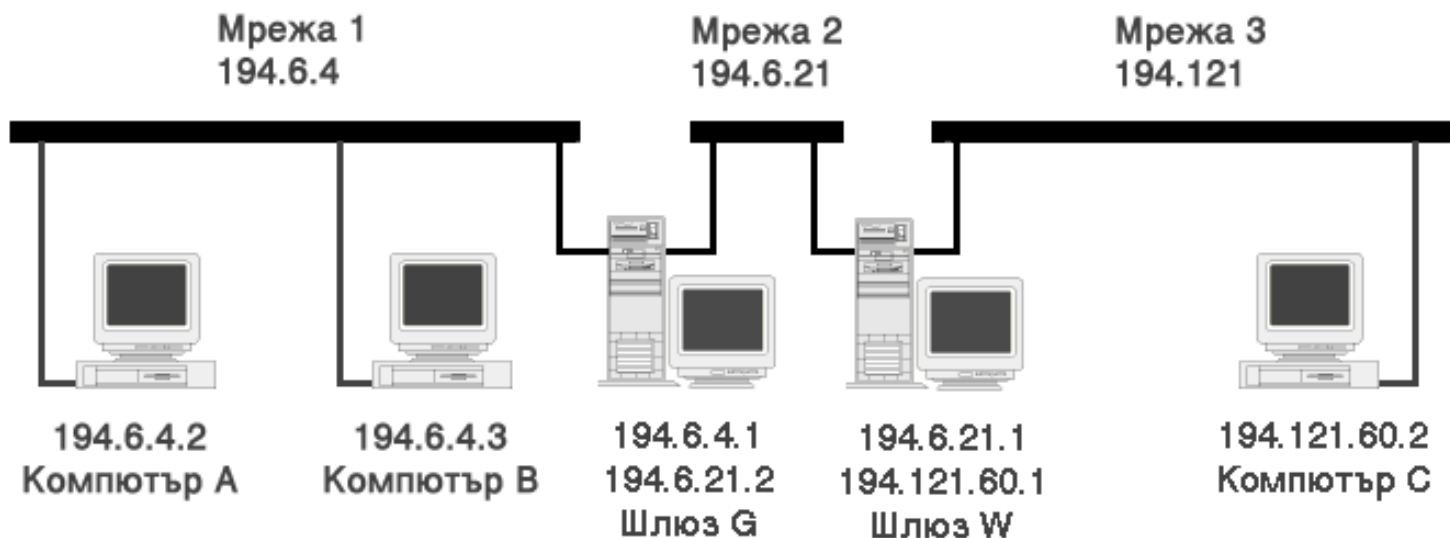 Мрежа 1
194.6.4
Мрежа 2
194.6.21
Мрежа 3
194.121
194.6.4.2
Компютър A
194.6.4.3
Компютър B
194.6.4.1
194.6.21.2
Шлюз G
194.6.21.1
194.121.60.1
Шлюз W
194.121.60.2
Компютър C